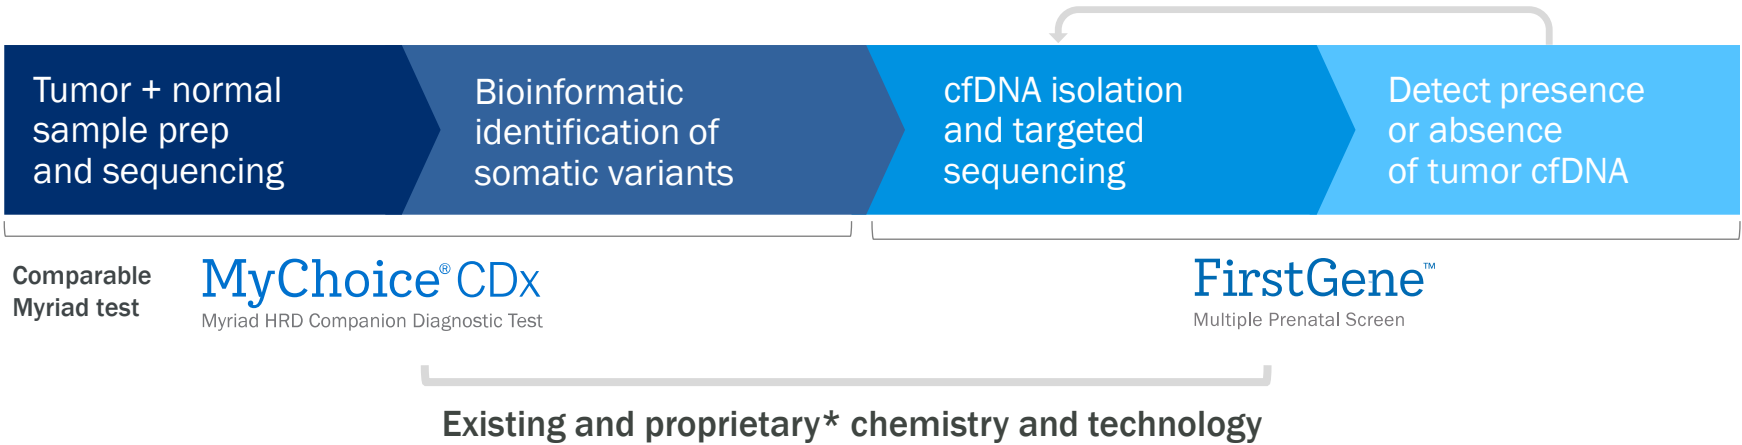 Tumor + normal
sample prep
and sequencing
Bioinformatic
identification of
somatic variants
cfDNA isolation
and targeted
sequencing
Detect presence
or absence
of tumor cfDNA
Comparable
Myriad test
MyChoice® CDx
Myriad HRD Companion Diagnostic Test
FirstGene™
Multiple Prenatal Screen
Existing and proprietary* chemistry and technology